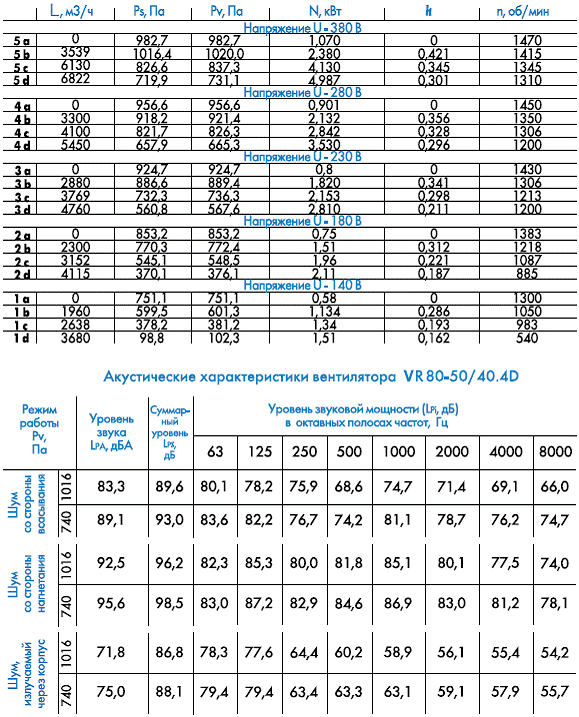 L, м3/ч Ps, Па Pv, Па N, кВт h n, об/мин
Напряжение U - 380 В
5 a 0 982,7 982,7 1,070 0 1470
5 b 3539 1016,4 1020,0 2,380 0,421 1415
5 c 6130 826,6 837,3 4,130 0,345 1345
5 d 6822 719,9 731,1 4,987 0,301 1310
Напряжение U - 280 В
4 a 0 956,6 956,6 0,901 0 1450
4 b 3300 918,2 921,4 2,132 0,356 1350
4 c 4100 821,7 826,3 2,842 0,328 1306
4 d 5450 657,9 665,3 3,530 0,296 1200
Напряжение U - 230 В
3 a 0 924,7 924,7 0,8 0 1430
3 b 2880 886,6 889,4 1,820 0,341 1306
3 c 3769 732,3 736,3 2,153 0,298 1213
3 d 4760 560,8 567,6 2,810 0,211 1200
Напряжение U - 180 В
2 a 0 853,2 853,2 0,75 0 1383
2 b 2300 770,3 772,4 1,51 0,312 1218
2 c 3152 545,1 548,5 1,96 0,221 1087
2 d 4115 370,1 376,1 2,11 0,187 885
Напряжение U - 140 В
1 a 0 751,1 751,1 0,58 0 1300
1 b 1960 599,5 601,3 1,134 0,286 1050
1 c 2638 378,2 381,2 1,34 0,193 983
1 d 3680 98,8 102,3 1,51 0,162 540
Акустические характеристики вентилятора VR 80-50/40.4D
Режим работы Pv, Па
Уровень звука LPA, дБА
Суммар-
ный
уровень
LPΣ,
дБ
Уровень звуковой мощности (LPi, дБ)
в октавных полосах частот, Гц
63 125 250 500 1000 2000 4000 8000
Шум
со стороны
всасывания
1016 83,3 89,6 80,1 78,2 75,9 68,6 74,7 71,4 69,1 66,0
740 89,1 93,0 83,6 82,2 76,7 74,2 81,1 78,7 76,2 74,7
Шум
со стороны
нагнетания
1016 92,5 96,2 82,3 85,3 80,0 81,8 85,1 80,1 77,5 74,0
740 95,6 98,5 83,0 87,2 82,9 84,6 86,9 83,0 81,2 78,1
Шум,
излучаемый
через корпус
1016 71,8 86,8 78,3 77,6 64,4 60,2 58,9 56,1 55,4 54,2
740 75,0 88,1 79,4 79,4 63,4 63,3 63,1 59,1 57,9 55,7